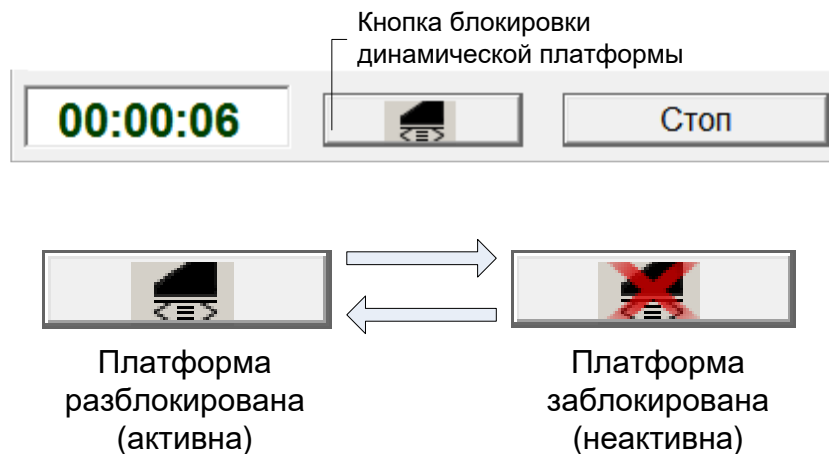 Кнопка блокировки
динамической платформы
00:00:06
Стоп
Платформа
разблокирована
(активна)
Платформа
заблокирована
(неактивна)